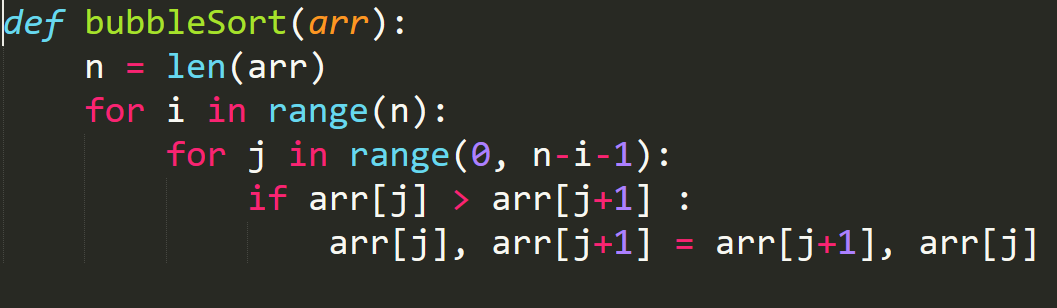 def bubbleSort(arr):
    n = len(arr)
    for i in range(n):
        for j in range(0, n-i-1):
            if arr[j] > arr[j+1] :
                arr[j], arr[j+1] = arr[j+1], arr[j]